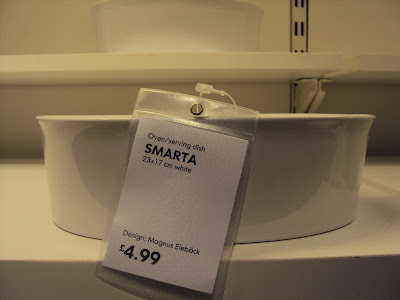 Oven/serving dish
SMARTA
23x17 cm white
Design: Magnus Elebäck
£4.99